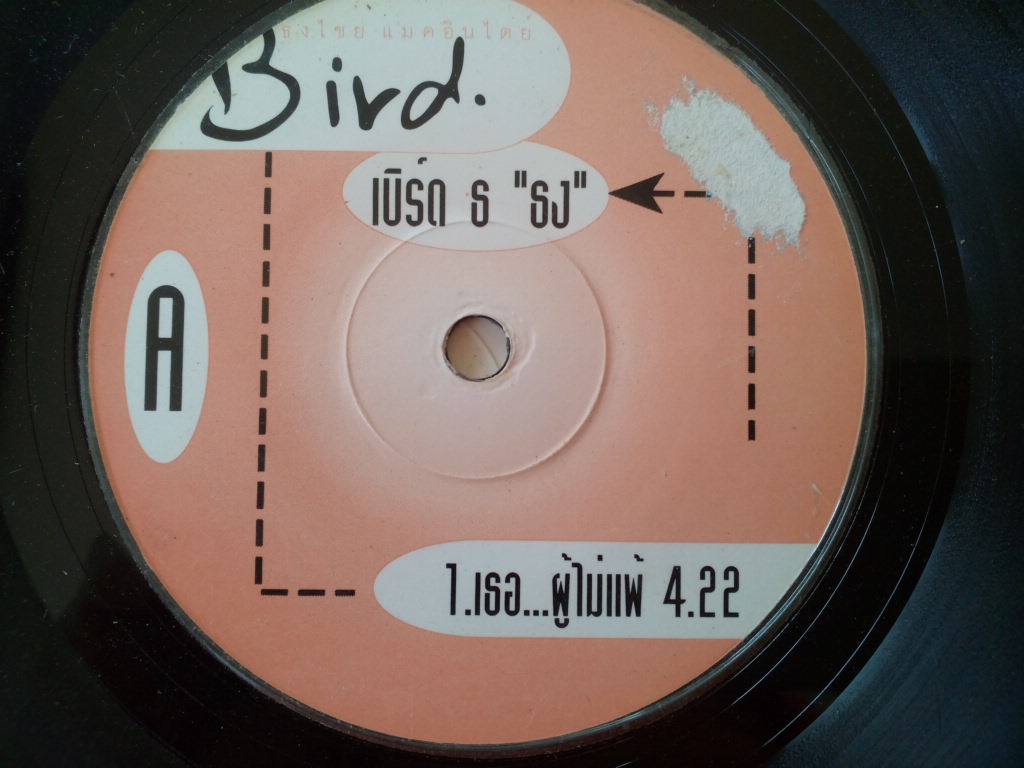 ธงไชย แมคอินไตย
Bird.
เบิร์ด ธ "ธง"
A
1.เธอ...ผู้ไม่แพ้ 4.22